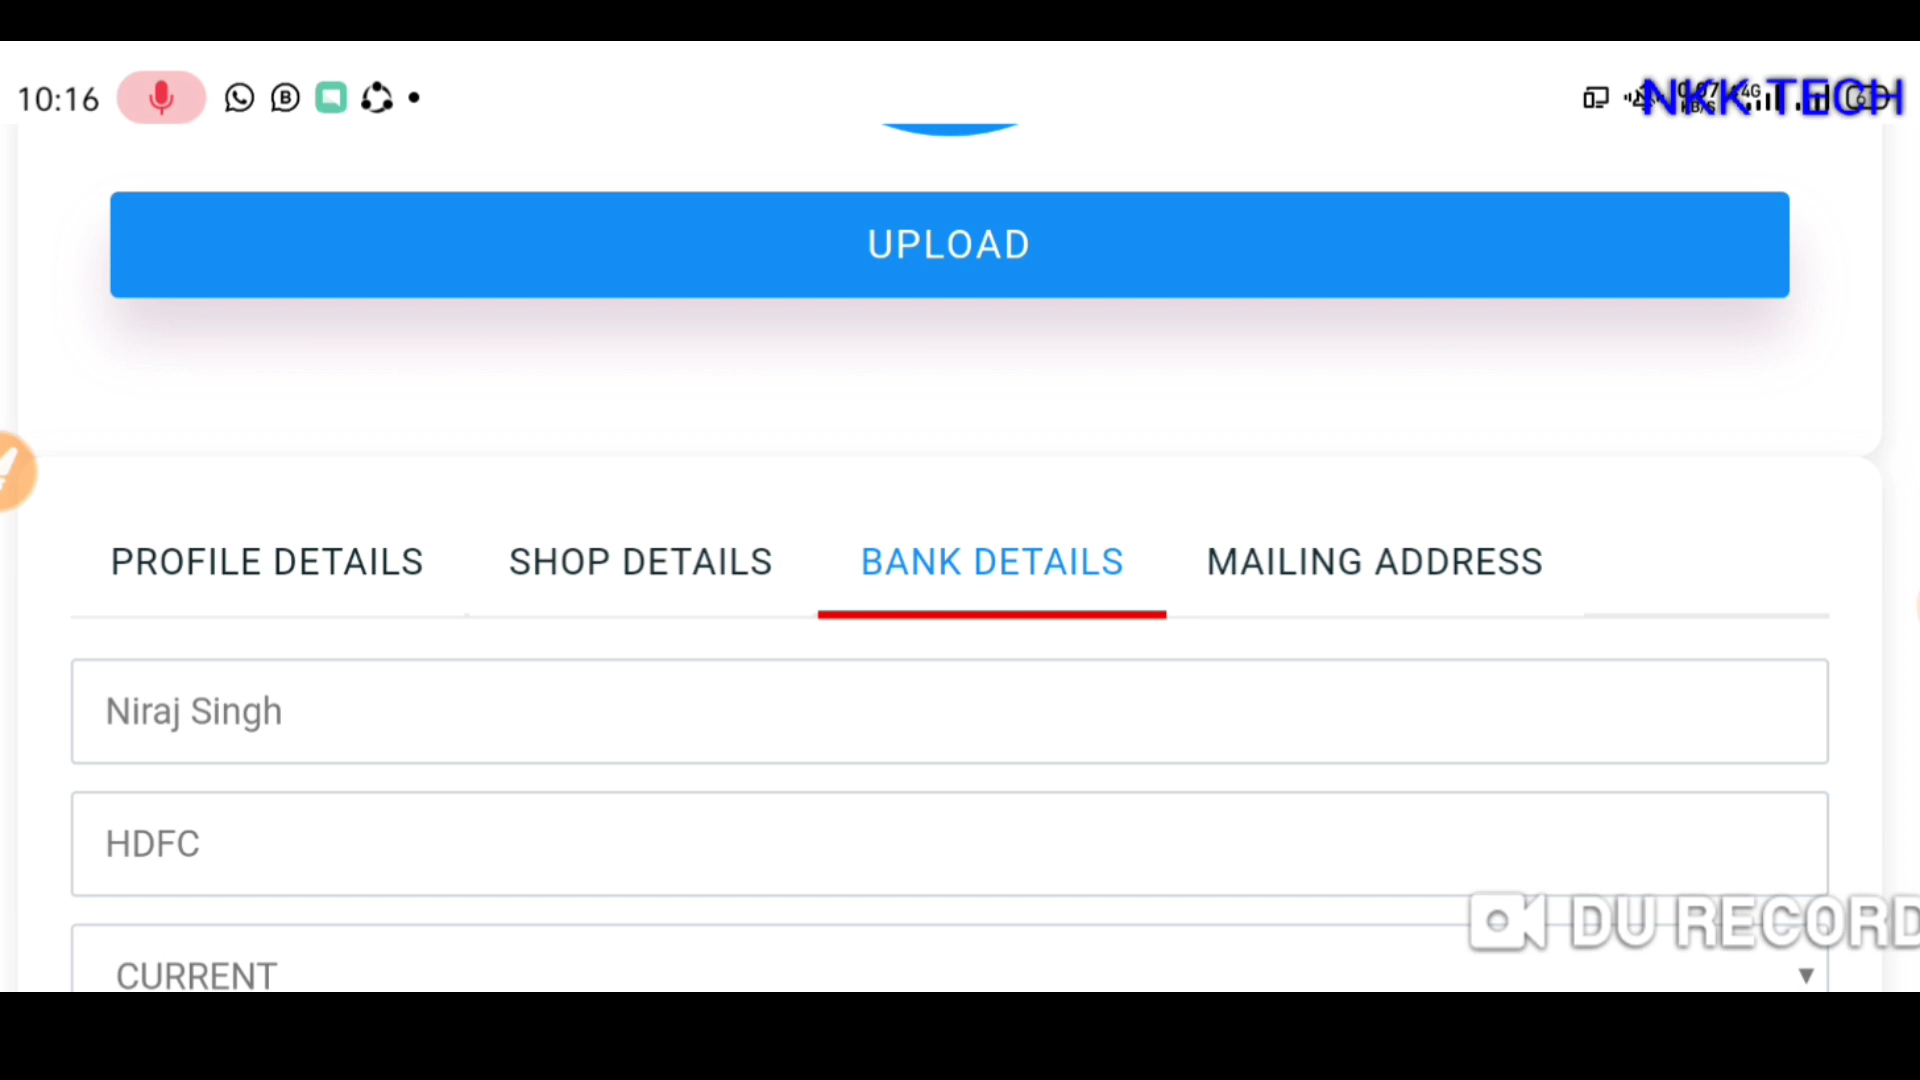 10:16
NKK TECH
UPLOAD
PROFILE DETAILS SHOP DETAILS BANK DETAILS MAILING ADDRESS
Niraj Singh
HDFC
DU RECORD
CURRENT